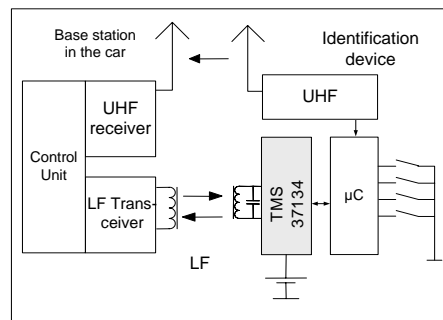 Base station
in the car
Identification
device
UHF
receiver
UHF
Control
Unit
LF Trans-
ceiver
LF
TMS
37134
µC